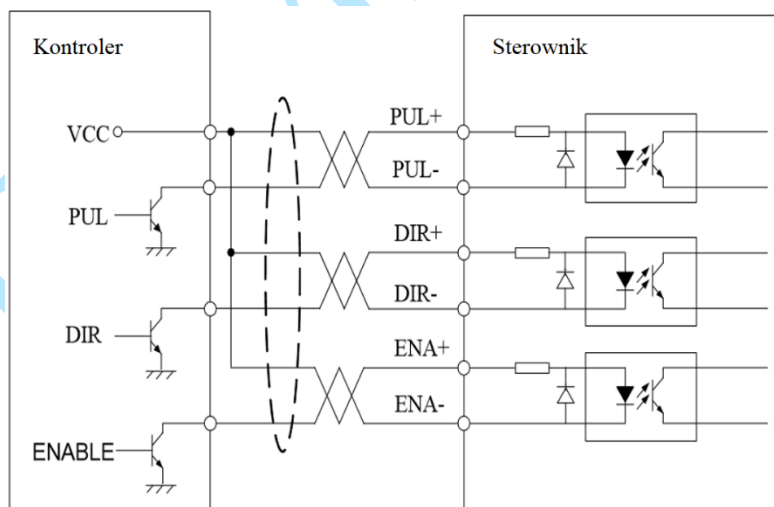 Kontroler
Sterownik
VCC
PUL+
PUL-
PUL
DIR+
DIR-
DIR
ENA+
ENA-
ENABLE